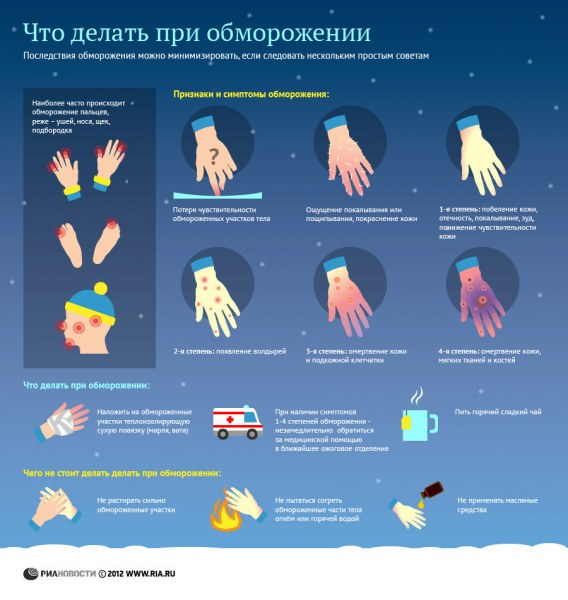 Что делать при обморожении
Последствия обморожения можно минимизировать, если следовать нескольким простым советам
Наиболее часто происходит
обморожение пальцев,
реже – ушей, носа, щек,
подбородка
Признаки и симптомы обморожения:
?
Потеря чувствительности
обмороженных участков тела
Ощущение покалывания или
пощипывания, покраснение кожи
1-я степень: побеление кожи,
отечность, покалывание, зуд,
понижение чувствительности
кожи
2-я степень: появление волдырей
3-я степень: омертвение кожи
и подкожной клетчатки
4-я степень: омертвение кожи,
мягких тканей и костей
Что делать при обморожении:
Наложить на обмороженные
участки теплоизолирующую
сухую повязку (марля, вата)
При наличии симптомов
1-4 степеней обморожения -
незамедлительно обратиться
за медицинской помощью
в ближайшее ожоговое отделение
Пить горячий сладкий чай
Чего не стоит делать делать при обморожении:
Не растирать сильно
обмороженные участки
Не пытаться согреть
обмороженные части тела
огнём или горячей водой
Не применять масляные
средства
РИАНОВОСТИ © 2012 WWW.RIA.RU